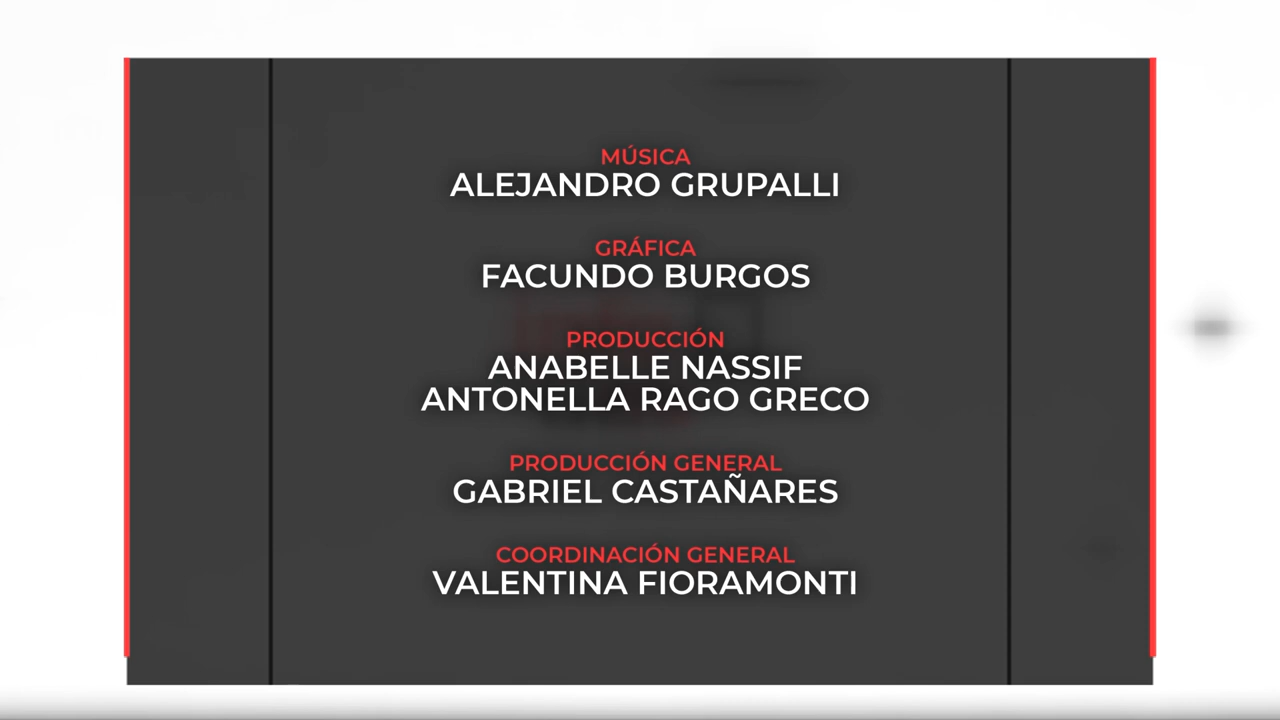 MÚSICA
ALEJANDRO GRUPALLI
GRÁFICA
FACUNDO BURGOS
PRODUCCIÓN
ANABELLE NASSIF
ANTONELLA RAGO GRECO
PRODUCCIÓN GENERAL
GABRIEL CASTAÑARES
COORDINACIÓN GENERAL
VALENTINA FIORAMONTI